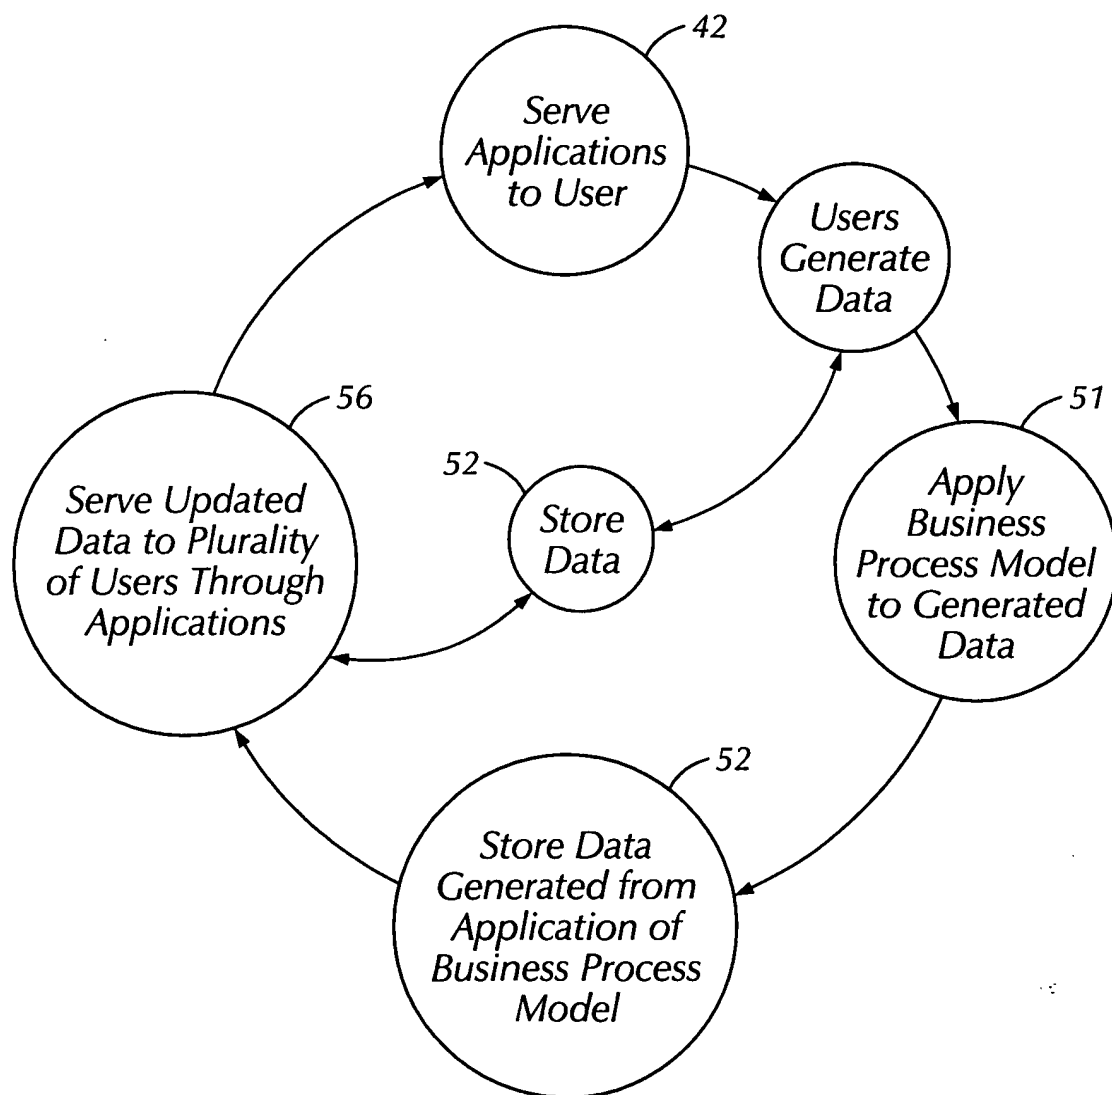 42
Serve
Applications
to User
Users
Generate
Data
56
Serve Updated
Data to Plurality
of Users Through
Applications
52
Store
Data
51
Apply
Business
Process Model
to Generated
Data
52
Store Data
Generated from
Application of
Business Process
Model